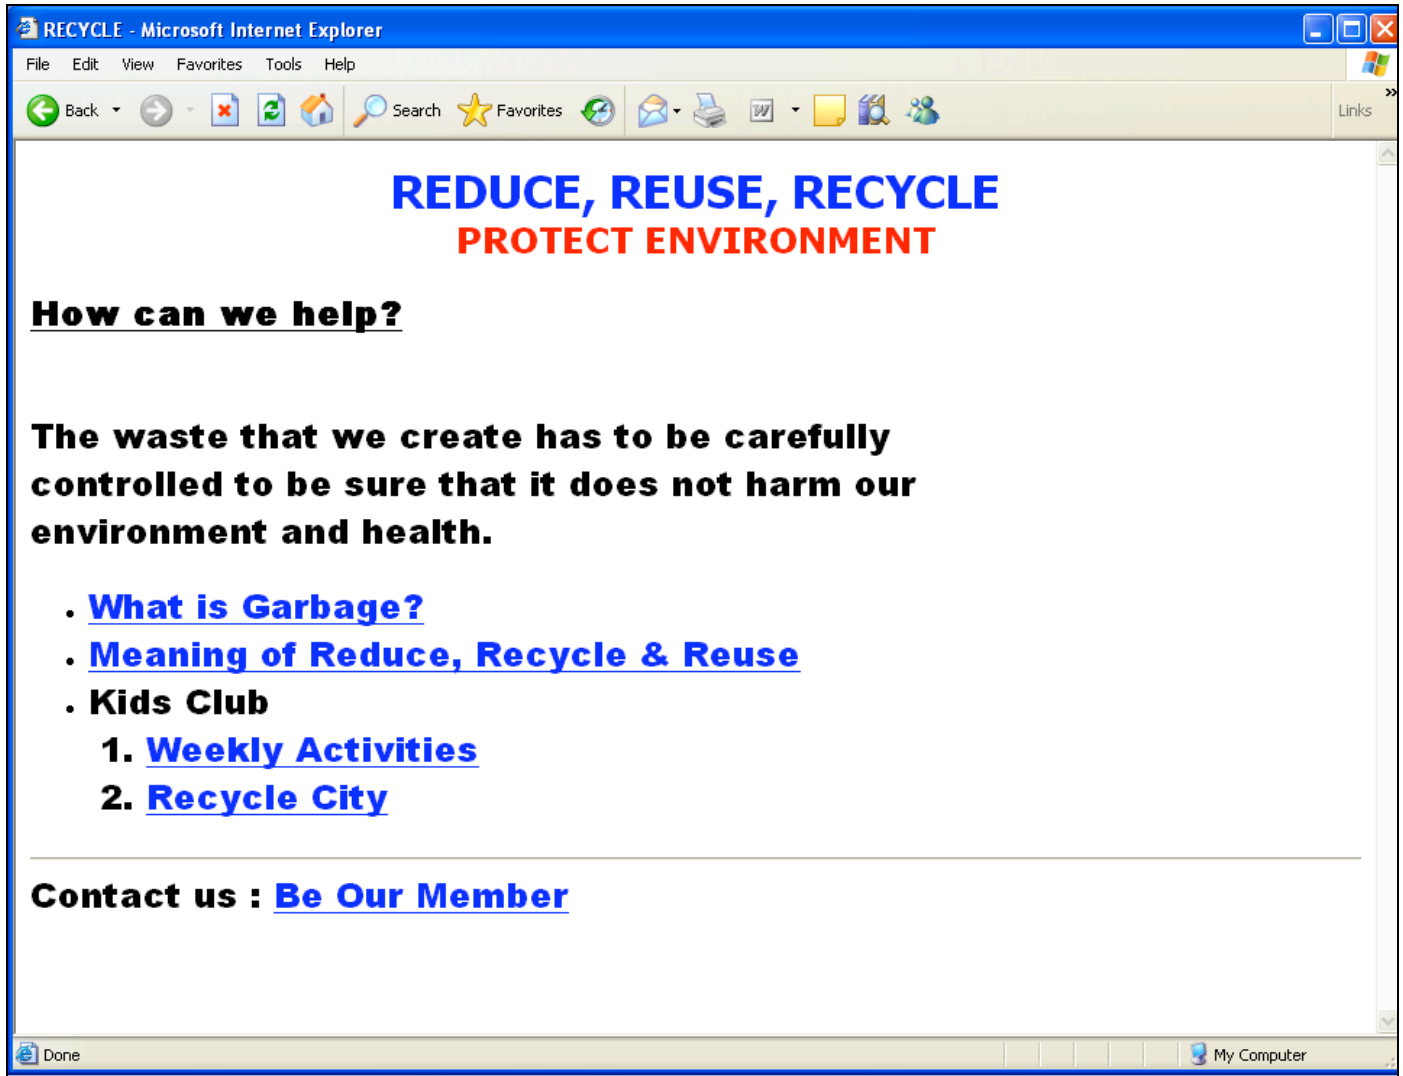 RECYCLE - Microsoft Internet Explorer
File Edit View Favorites Tools Help
Back Search Favorites Links
REDUCE, REUSE, RECYCLE
PROTECT ENVIRONMENT
How can we help?
The waste that we create has to be carefully
controlled to be sure that it does not harm our
environment and health.
• What is Garbage?
• Meaning of Reduce, Recycle & Reuse
• Kids Club
1. Weekly Activities
2. Recycle City
Contact us : Be Our Member
Done My Computer